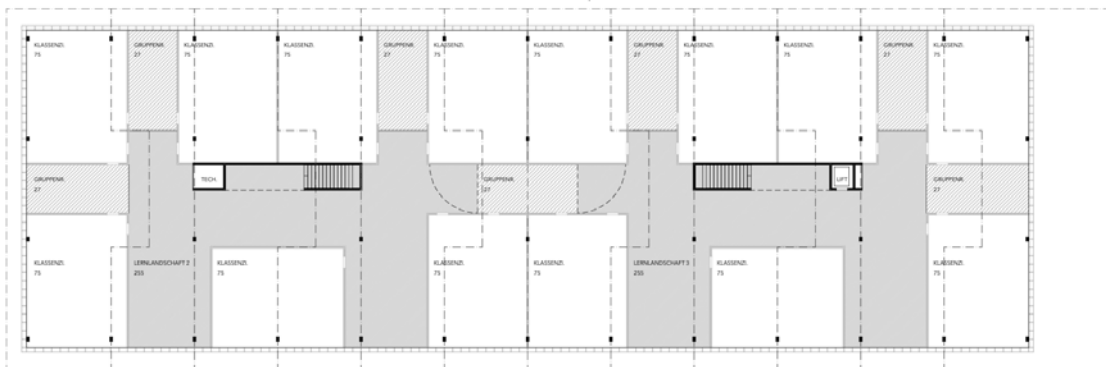 KLASSENZI.
75
GRUPPENR.
27
KLASSENZI.
75
KLASSENZI.
75
GRUPPENR.
27
KLASSENZI.
75
KLASSENZI.
75
GRUPPENR.
27
KLASSENZI.
75
KLASSENZI.
75
GRUPPENR.
27
KLASSENZI.
75
GRUPPENR.
27
TECH.
GRUPPENR.
27
LIFT
GRUPPENR.
27
KLASSENZI.
75
LERNLANDSCHAFT 2
255
KLASSENZI.
75
KLASSENZI.
75
KLASSENZI.
75
LERNLANDSCHAFT 3
255
KLASSENZI.
75
KLASSENZI.
75